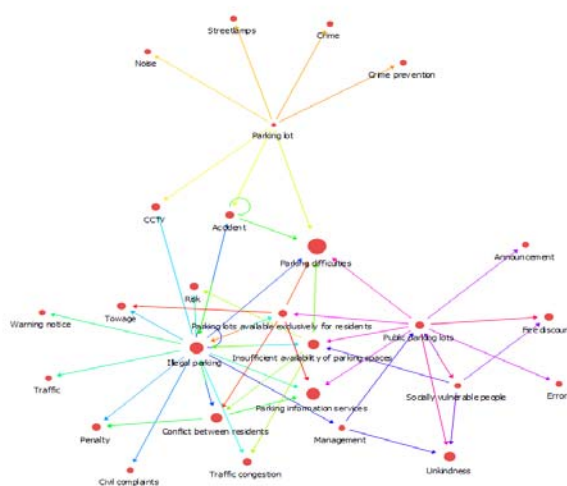 Streetlamps
Crime
Noise
Crime prevention
Parking lot
CCTV
Accident
Parking difficulties
Announcement
Risk
Towage
Warning notice
Parking lots available exclusively for residents
Public parking lots
Fee discount
Illegal parking
Insufficient availability of parking spaces
Traffic
Parking information services
Socially vulnerable people
Error
Penalty
Conflict between residents
Management
Traffic congestion
Civil complaints
Unkindness